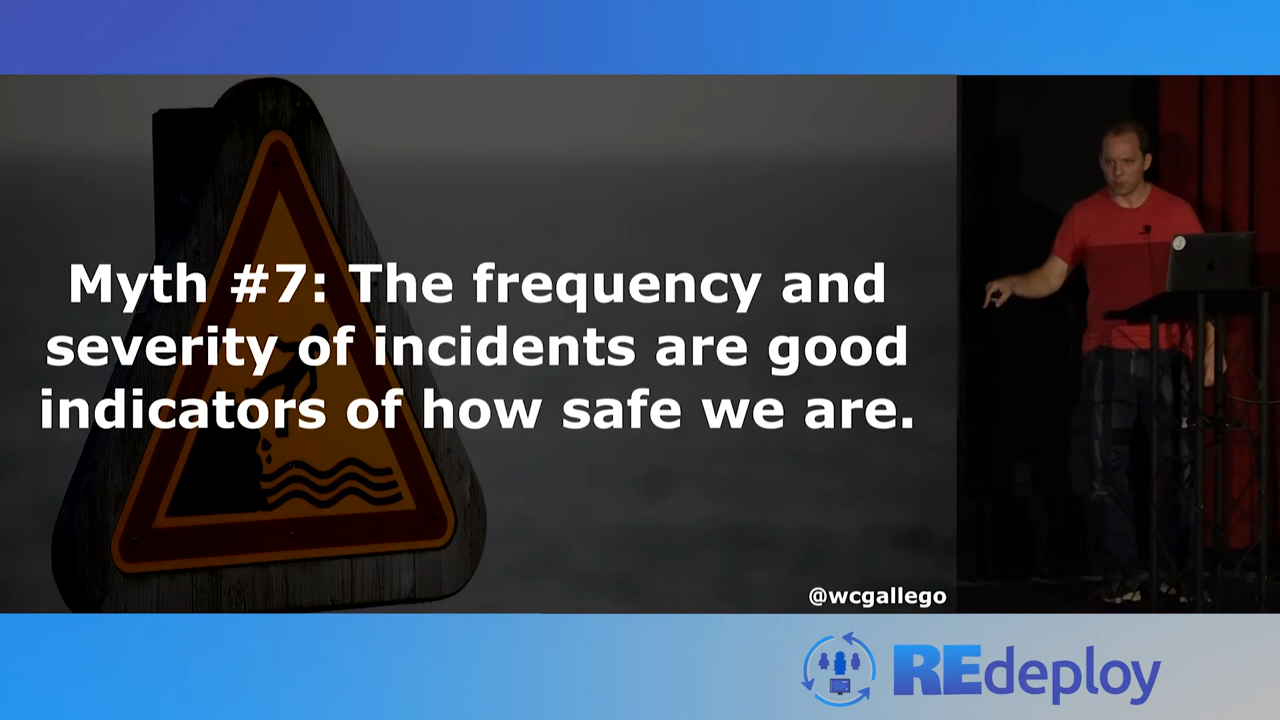 Myth #7: The frequency and
severity of incidents are good
indicators of how safe we are.
@wcgallego
REdeploy